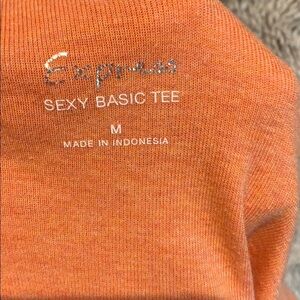 Express
SEXY BASIC TEE
M
MADE IN INDONESIA